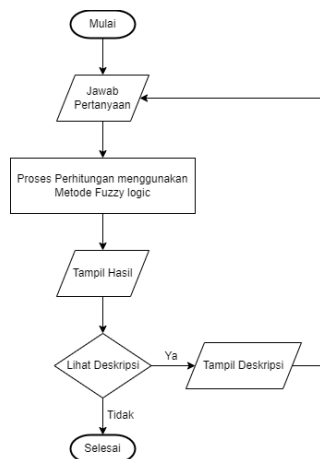 Mulai
Jawab
Pertanyaan
Proses Perhitungan menggunakan
Metode Fuzzy logic
Tampil Hasil
Lihat Deskripsi
Ya
Tampil Deskripsi
Tidak
Selesai